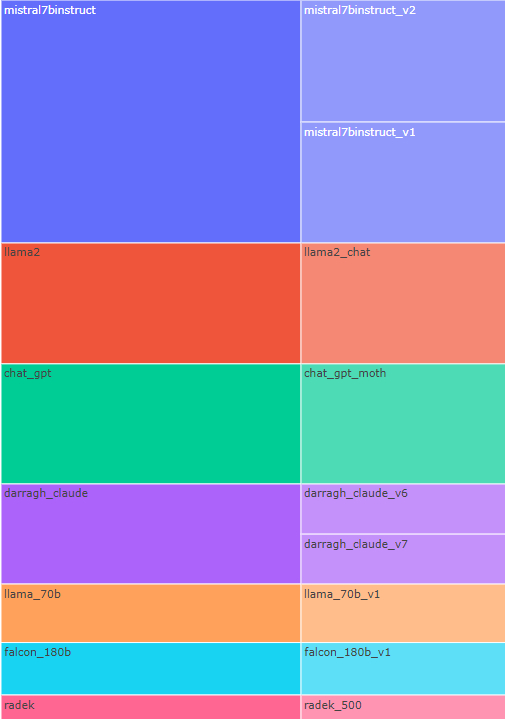 mistral7binstruct
mistral7binstruct_v2
mistral7binstruct_v1
llama2
llama2_chat
chat_gpt
chat_gpt_moth
darragh_claude
darragh_claude_v6
darragh_claude_v7
llama_70b
llama_70b_v1
falcon_180b
falcon_180b_v1
radek
radek_500